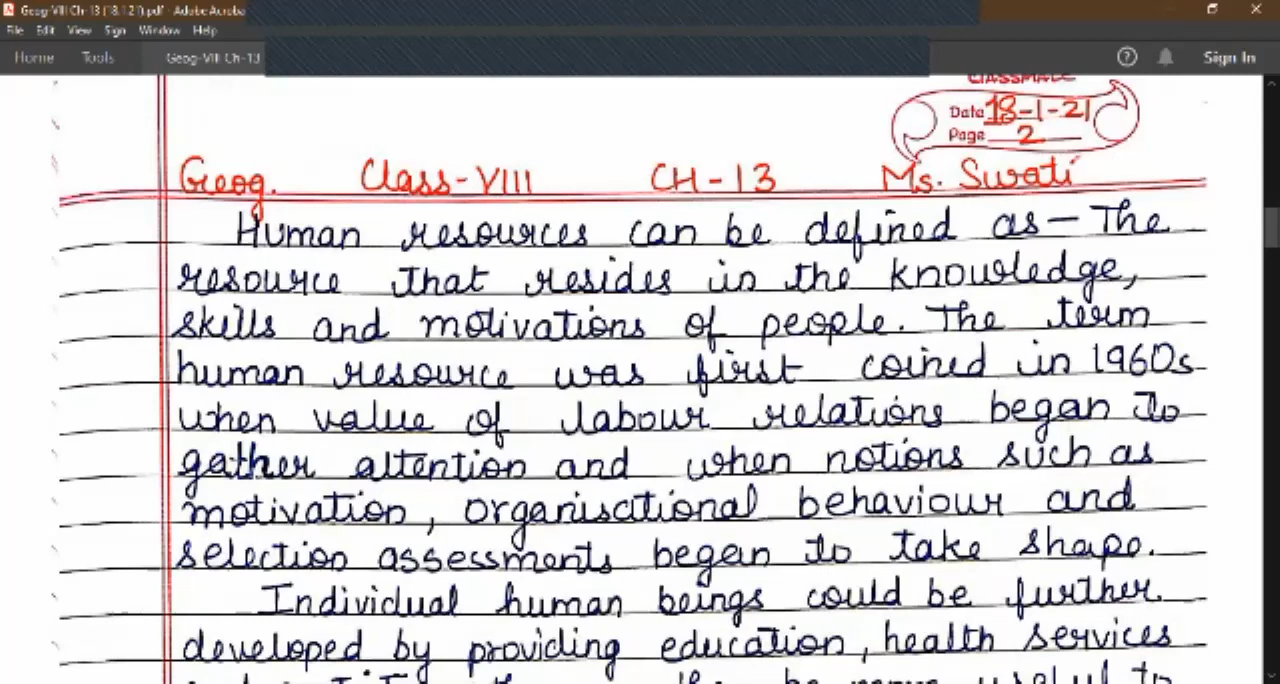 Geog-VIII Ch-13 (18.1.21).pdf - Adobe Acroba
File Edit View Sign Window Help
Home Tools Geog-VIII Ch-13 Sign In
CLASSMATE
Date 18-1-21
Page 2
Geog. Class-VIII CH-13 Ms. Swati
Human resources can be defined as - The
resource that resides in the knowledge,
skills and motivations of people. The term
human resource was first coined in 1960s
when value of labour relations began to
gather attention and when notions such as
motivation, organisational behaviour and
selection assessments began to take shape.
Individual human beings could be further
developed by providing education, health services
useful to